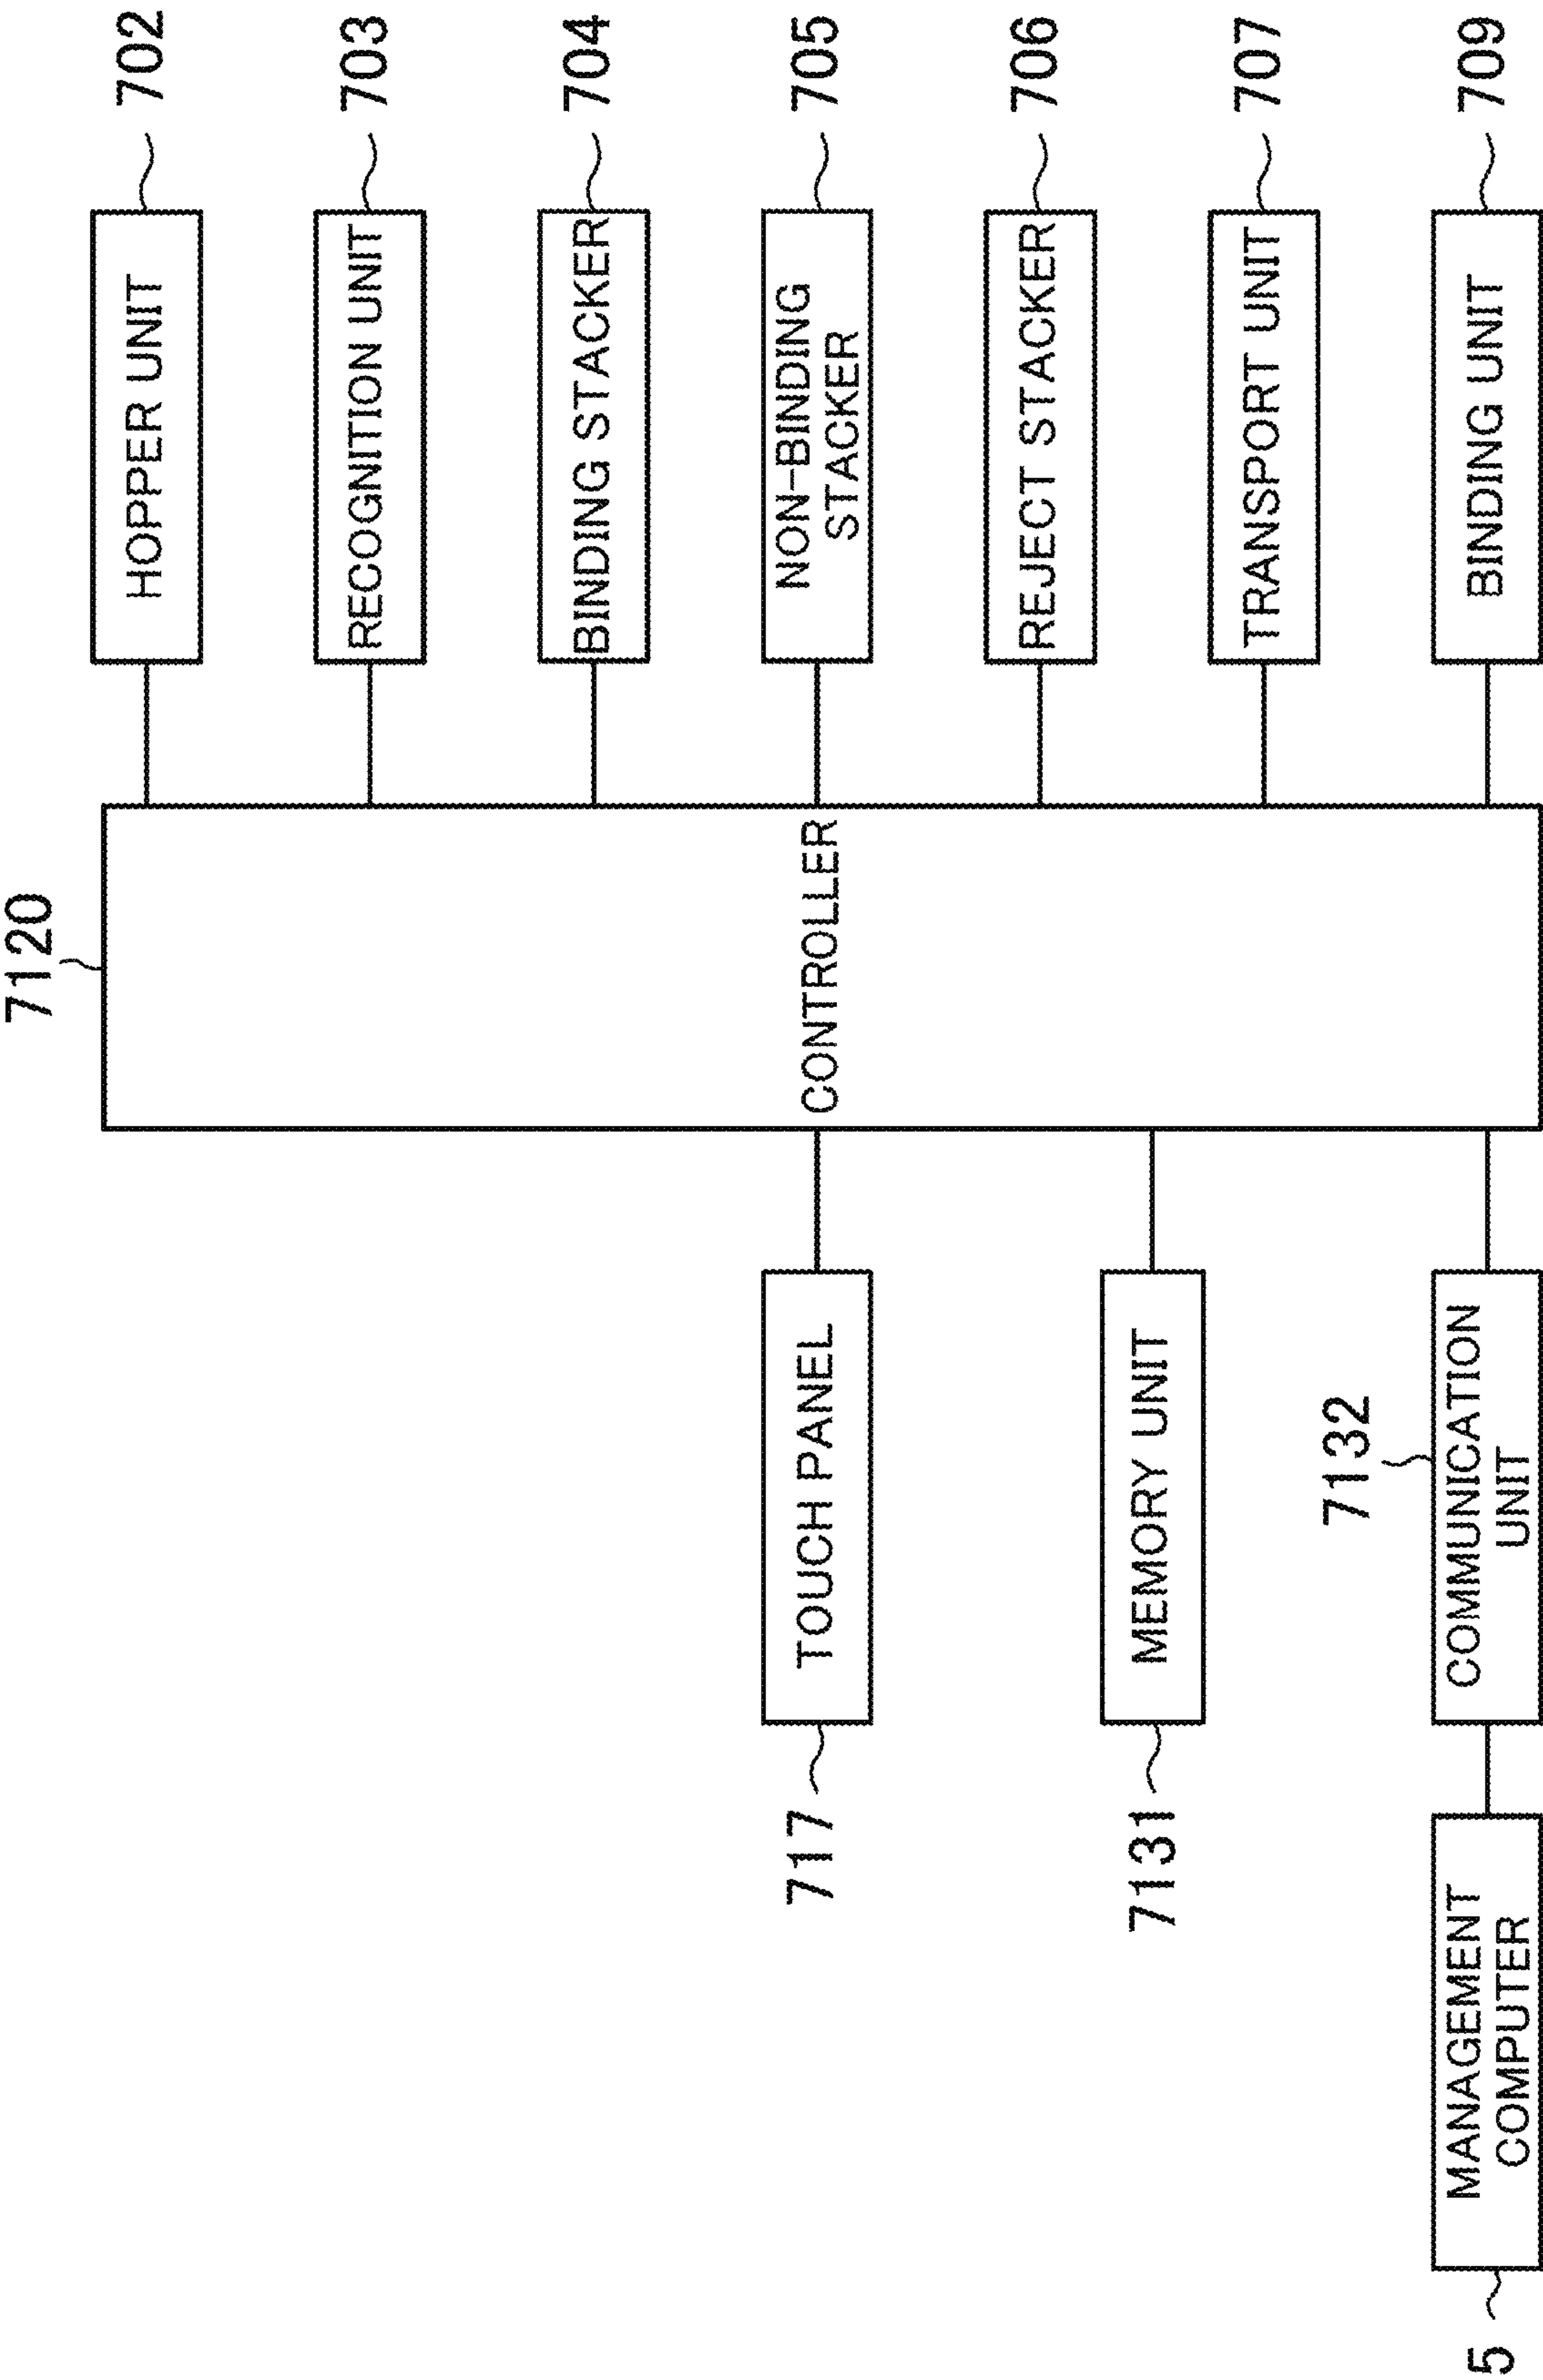 7120
CONTROLLER
HOPPER UNIT
702
RECOGNITION UNIT
703
BINDING STACKER
704
717
TOUCH PANEL
NON-BINDING
STACKER
705
7131
MEMORY UNIT
REJECT STACKER
706
TRANSPORT UNIT
707
5
MANAGEMENT
COMPUTER
7132
COMMUNICATION
UNIT
BINDING UNIT
709